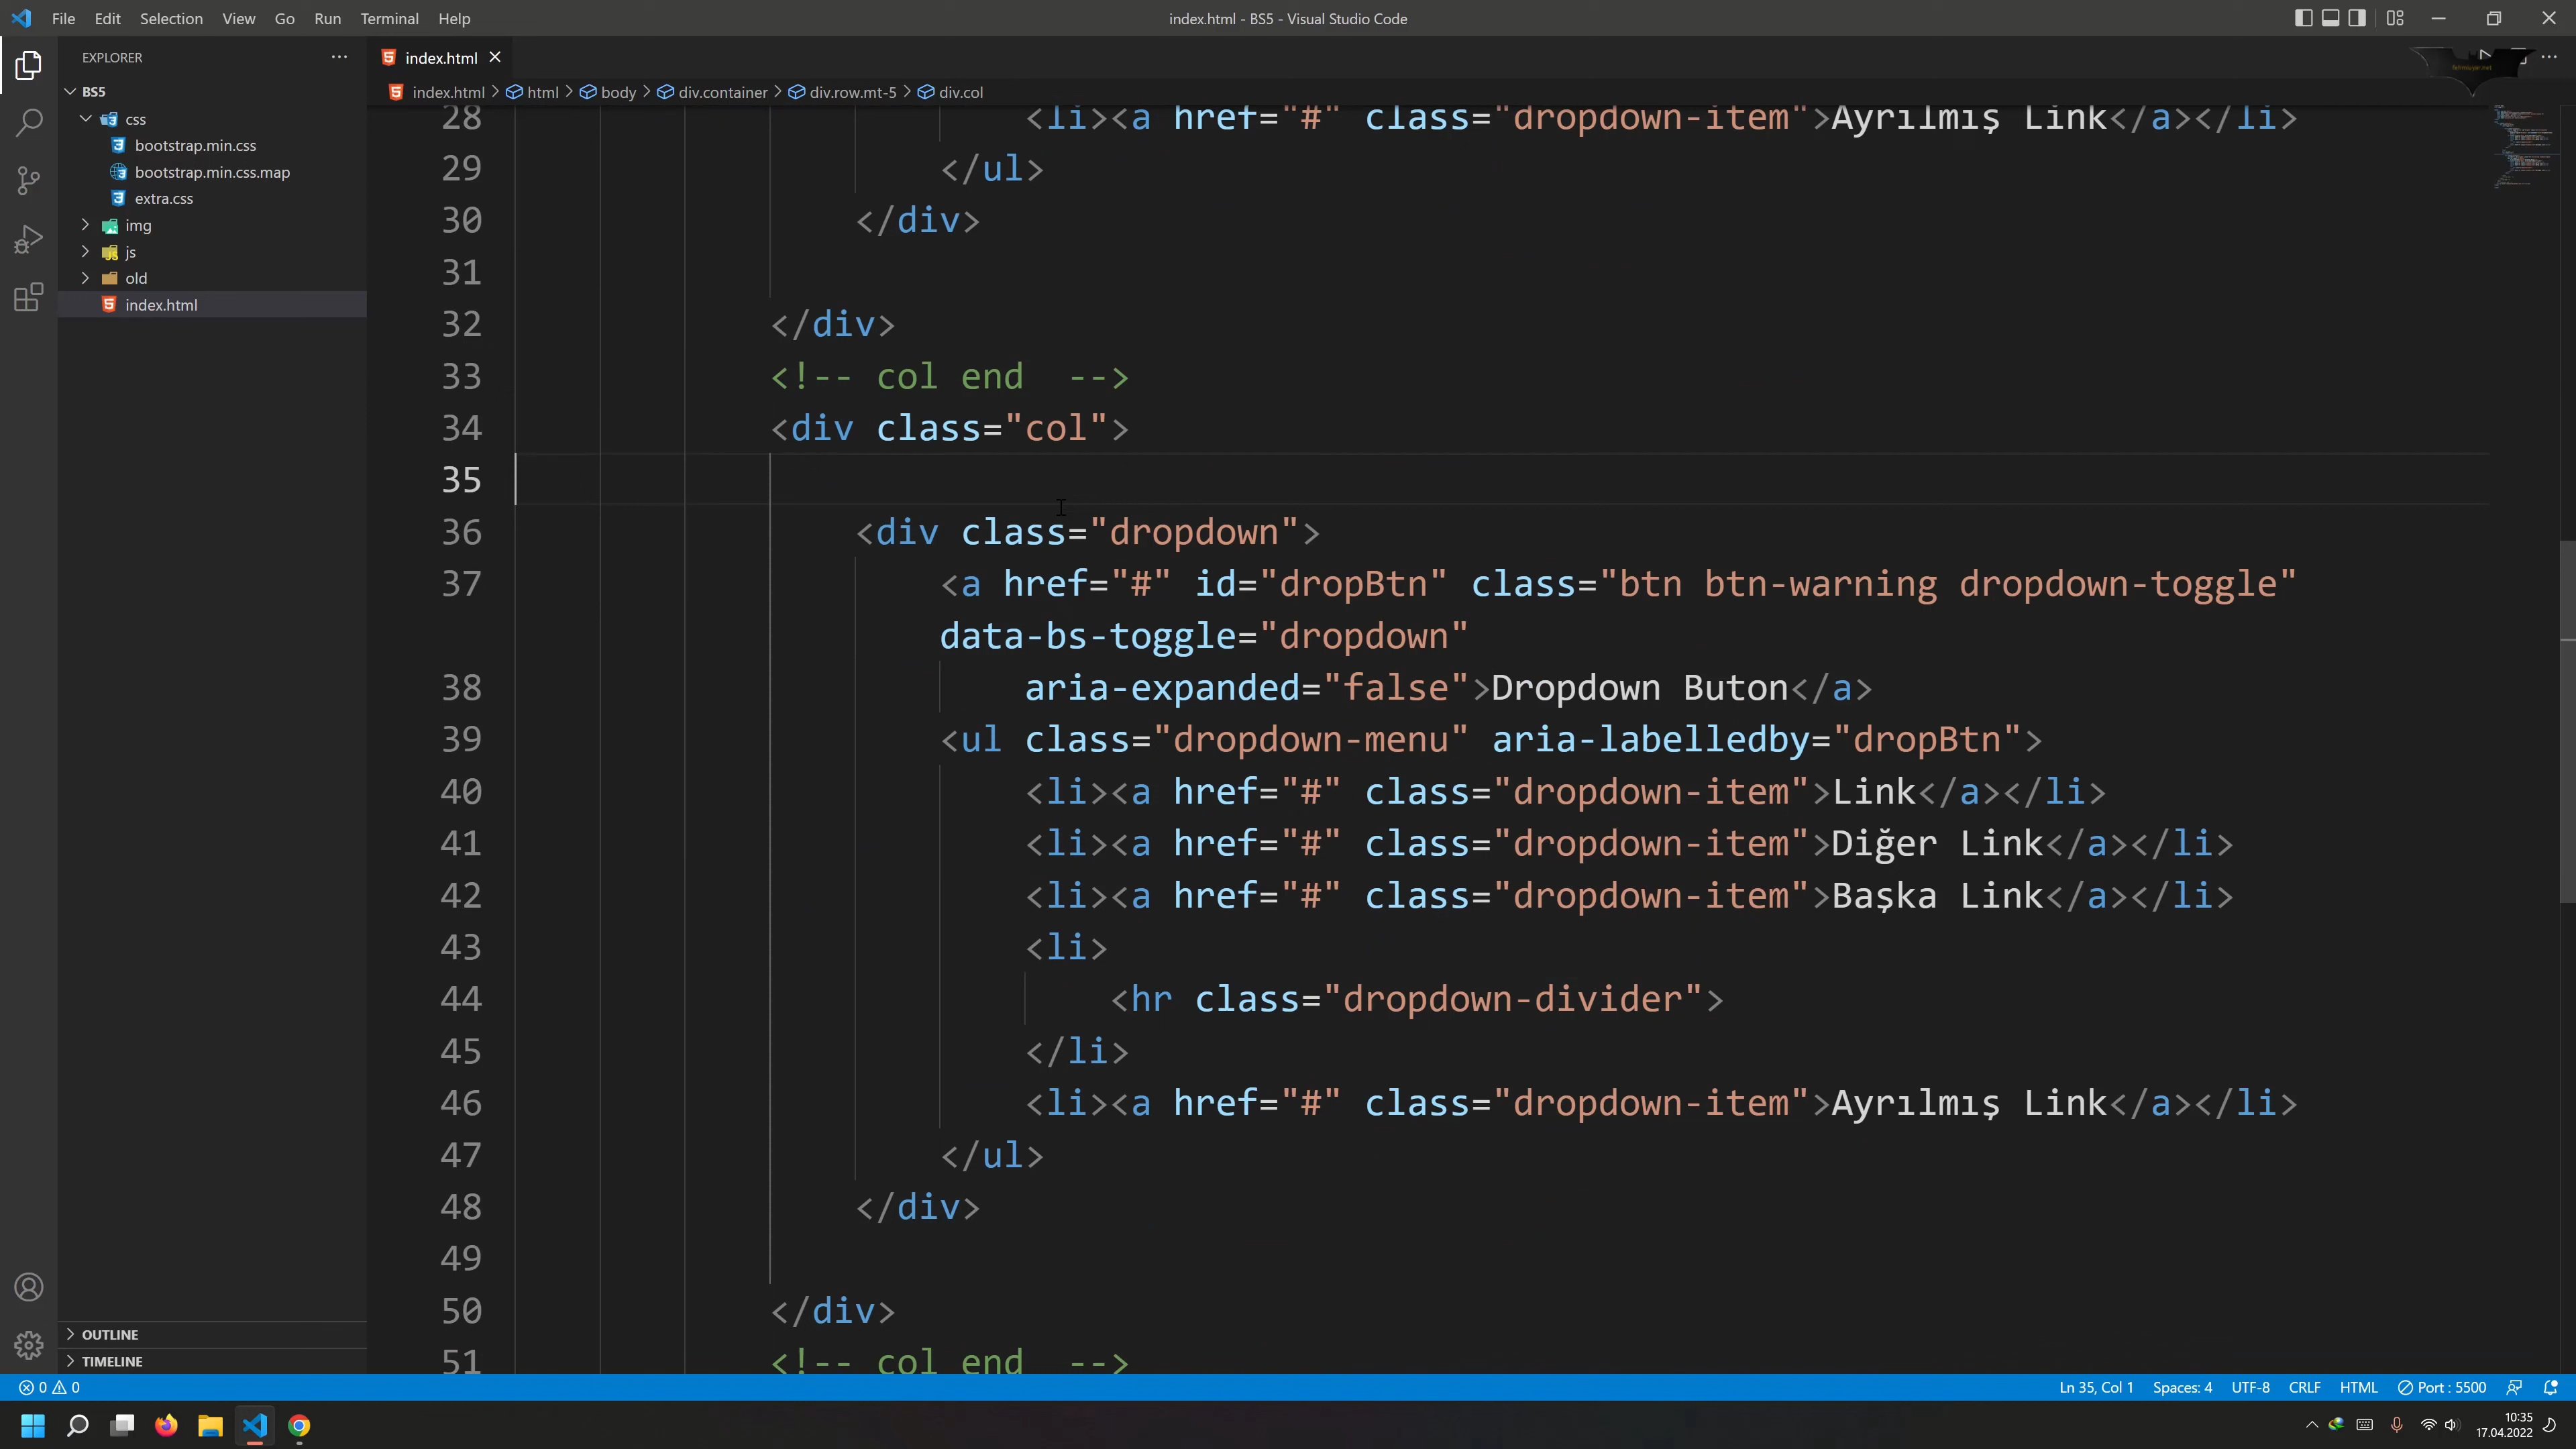 File Edit Selection View Go Run Terminal Help
index.html - BS5 - Visual Studio Code
EXPLORER
BS5
css
bootstrap.min.css
bootstrap.min.css.map
extra.css
img
js
old
index.html
OUTLINE
TIMELINE
index.html
index.html > html > body > div.container > div.row.mt-5 > div.col
28 <li><a href="#" class="dropdown-item">Ayrılmış Link</a></li>
29 </ul>
30 </div>
31
32 </div>
33 <!-- col end  -->
34 <div class="col">
35
36 <div class="dropdown">
37 <a href="#" id="dropBtn" class="btn btn-warning dropdown-toggle"
data-bs-toggle="dropdown"
38 aria-expanded="false">Dropdown Buton</a>
39 <ul class="dropdown-menu" aria-labelledby="dropBtn">
40 <li><a href="#" class="dropdown-item">Link</a></li>
41 <li><a href="#" class="dropdown-item">Diğer Link</a></li>
42 <li><a href="#" class="dropdown-item">Başka Link</a></li>
43 <li>
44 <hr class="dropdown-divider">
45 </li>
46 <li><a href="#" class="dropdown-item">Ayrılmış Link</a></li>
47 </ul>
48 </div>
49
50 </div>
51 <!-- col end  -->
0 0
Ln 35, Col 1 Spaces: 4 UTF-8 CRLF HTML Port : 5500
10:35
17.04.2022